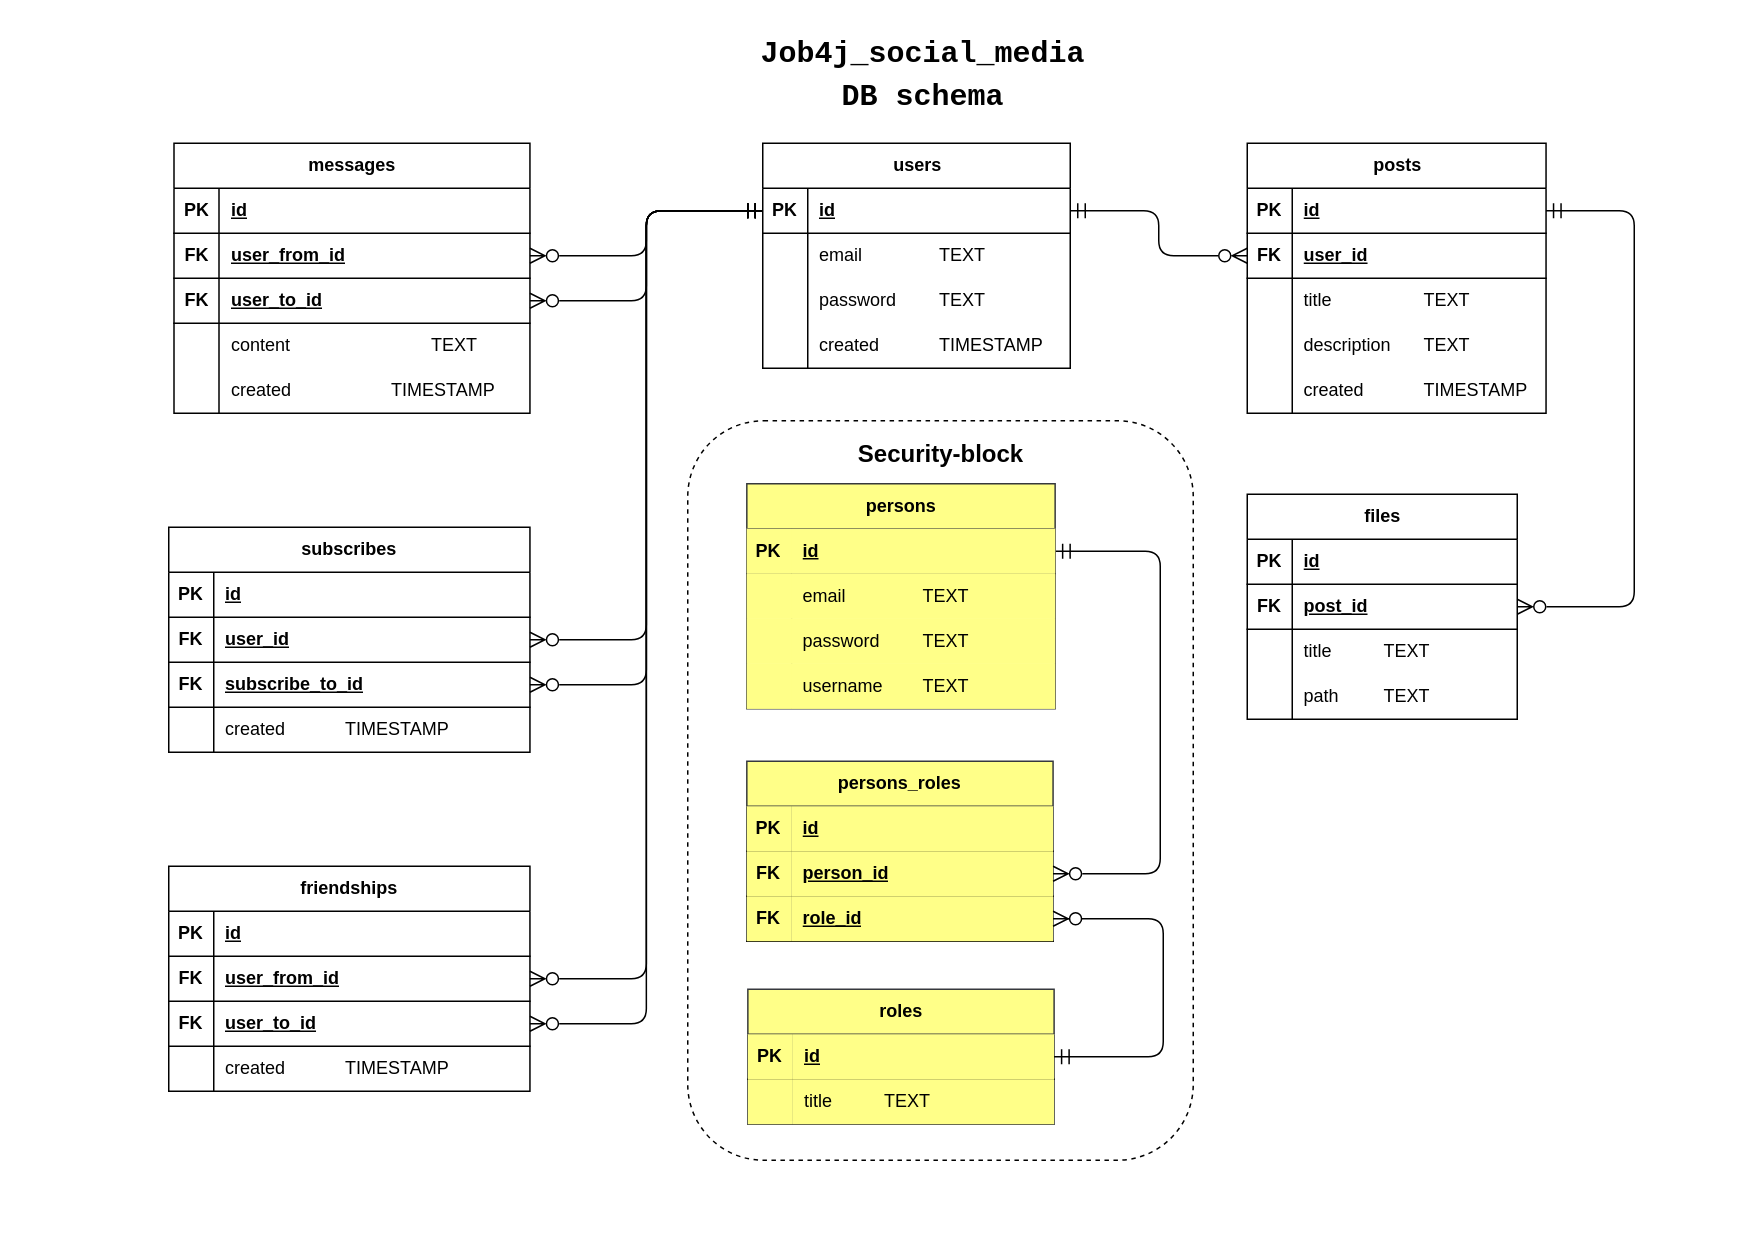 Job4j_social_media
DB schema
messages
PK id
FK user_from_id
FK user_to_id
content TEXT
created TIMESTAMP
users
PK id
email TEXT
password TEXT
created TIMESTAMP
posts
PK id
FK user_id
title TEXT
description TEXT
created TIMESTAMP
Security-block
persons
PK id
email TEXT
password TEXT
username TEXT
files
PK id
FK post_id
title TEXT
path TEXT
subscribes
PK id
FK user_id
FK subscribe_to_id
created TIMESTAMP
persons_roles
PK id
FK person_id
FK role_id
friendships
PK id
FK user_from_id
FK user_to_id
created TIMESTAMP
roles
PK id
title TEXT